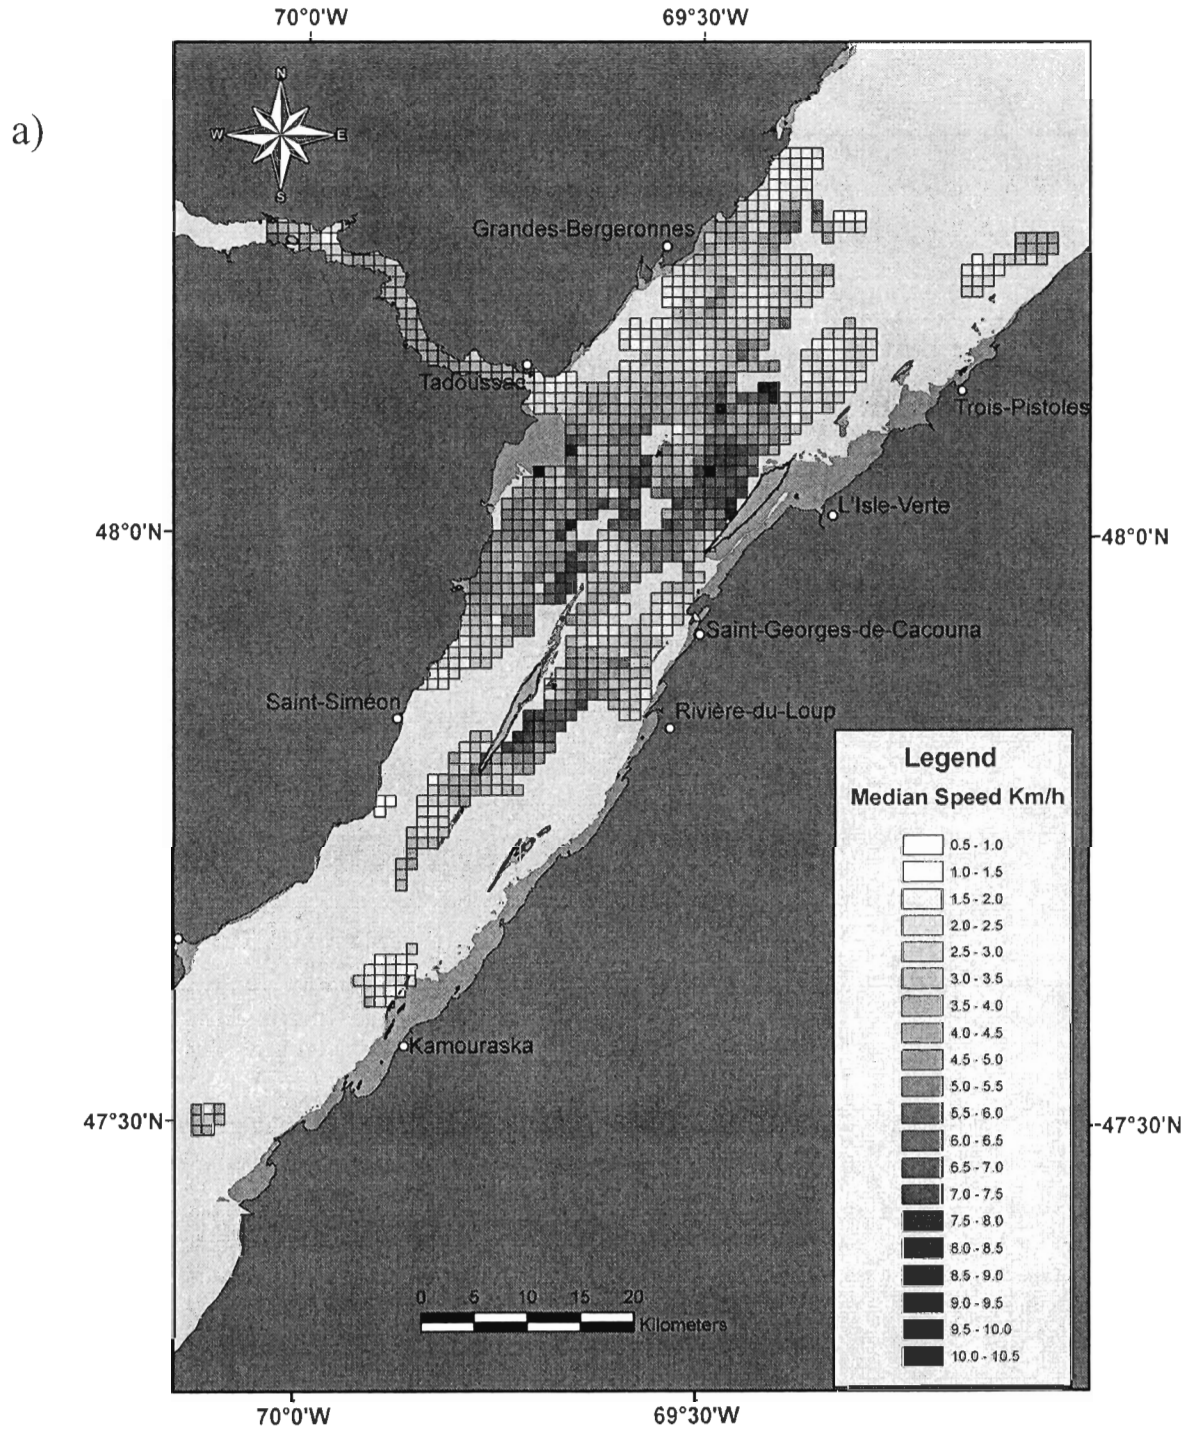 70°0'W 69°30'W
a)
N
W E
S
Grandes-Bergeronnes
Tadoussac
Trois-Pistoles
L'Isle-Verte
48°0'N 48°0'N
Saint-Georges-de-Cacouna
Saint-Siméon
Rivière-du-Loup
Legend
Median Speed Km/h
0.5 - 1.0
1.0 - 1.5
1.5 - 2.0
2.0 - 2.5
2.5 - 3.0
3.0 - 3.5
3.5 - 4.0
4.0 - 4.5
4.5 - 5.0
5.0 - 5.5
5.5 - 6.0
6.0 - 6.5
6.5 - 7.0
7.0 - 7.5
7.5 - 8.0
8.0 - 8.5
8.5 - 9.0
9.0 - 9.5
9.5 - 10.0
10.0 - 10.5
Kamouraska
47°30'N 47°30'N
0 5 10 15 20
Kilometers
70°0'W 69°30'W